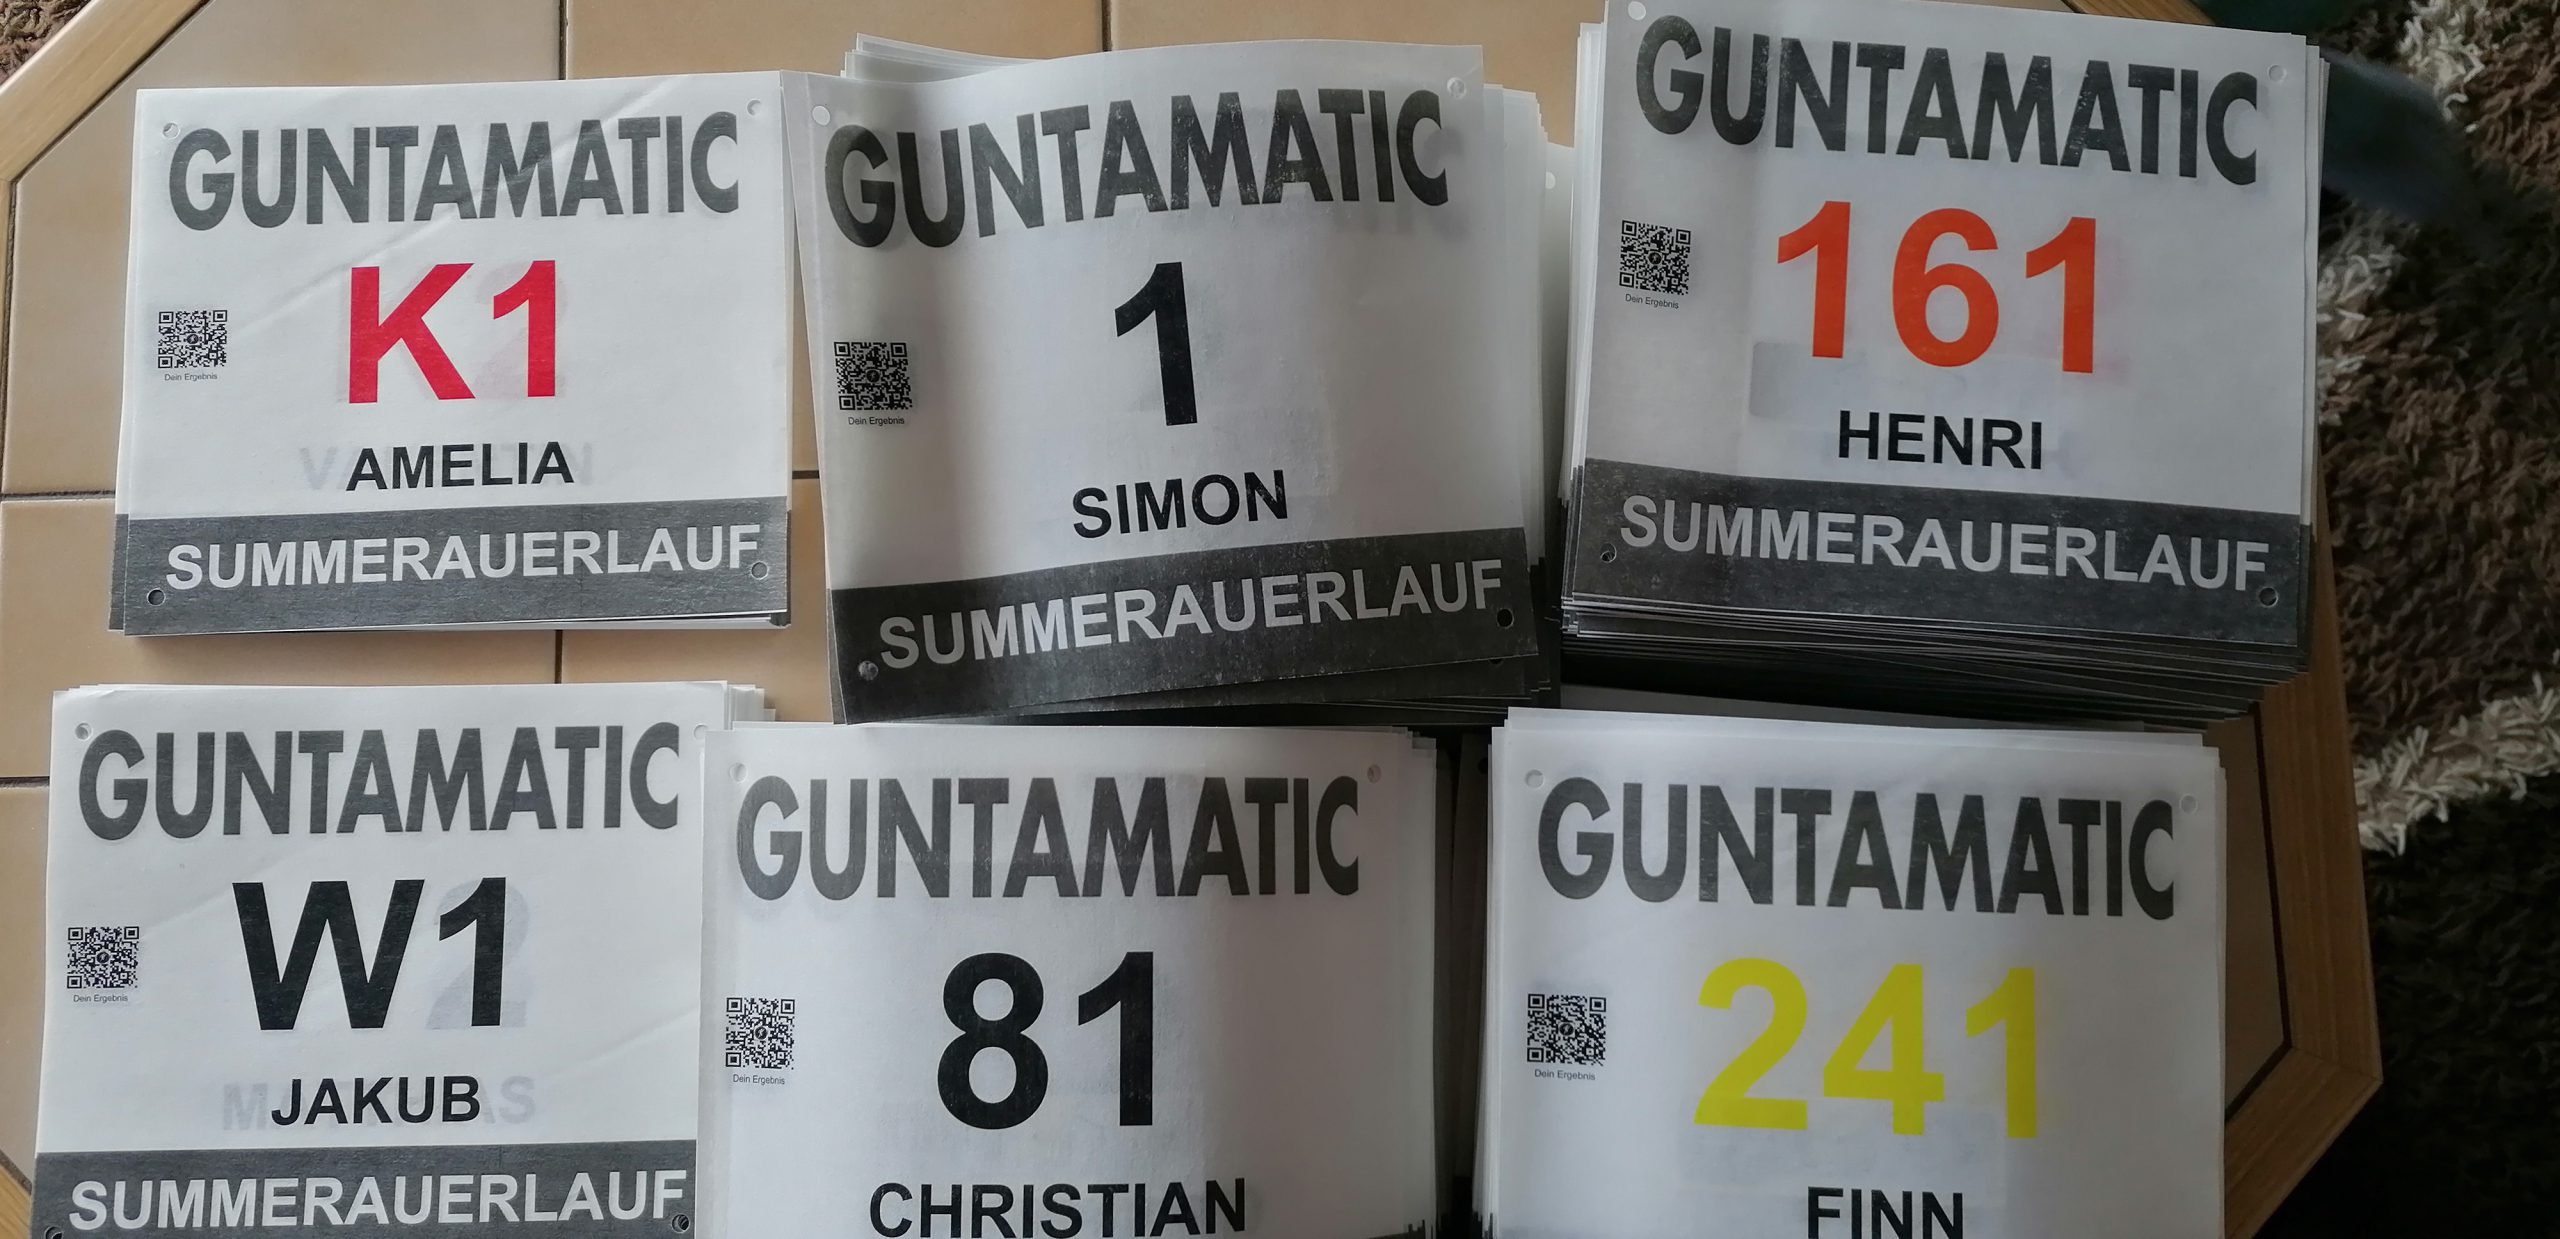 GUNTAMATIC
K1
Dein Ergebnis
AMELIA
SUMMERAUERLAUF
GUNTAMATIC
1
Dein Ergebnis
SIMON
SUMMERAUERLAUF
GUNTAMATIC
161
Dein Ergebnis
HENRI
SUMMERAUERLAUF
GUNTAMATIC
W1
Dein Ergebnis
JAKUB
SUMMERAUERLAUF
GUNTAMATIC
81
Dein Ergebnis
CHRISTIAN
GUNTAMATIC
241
Dein Ergebnis
FINN